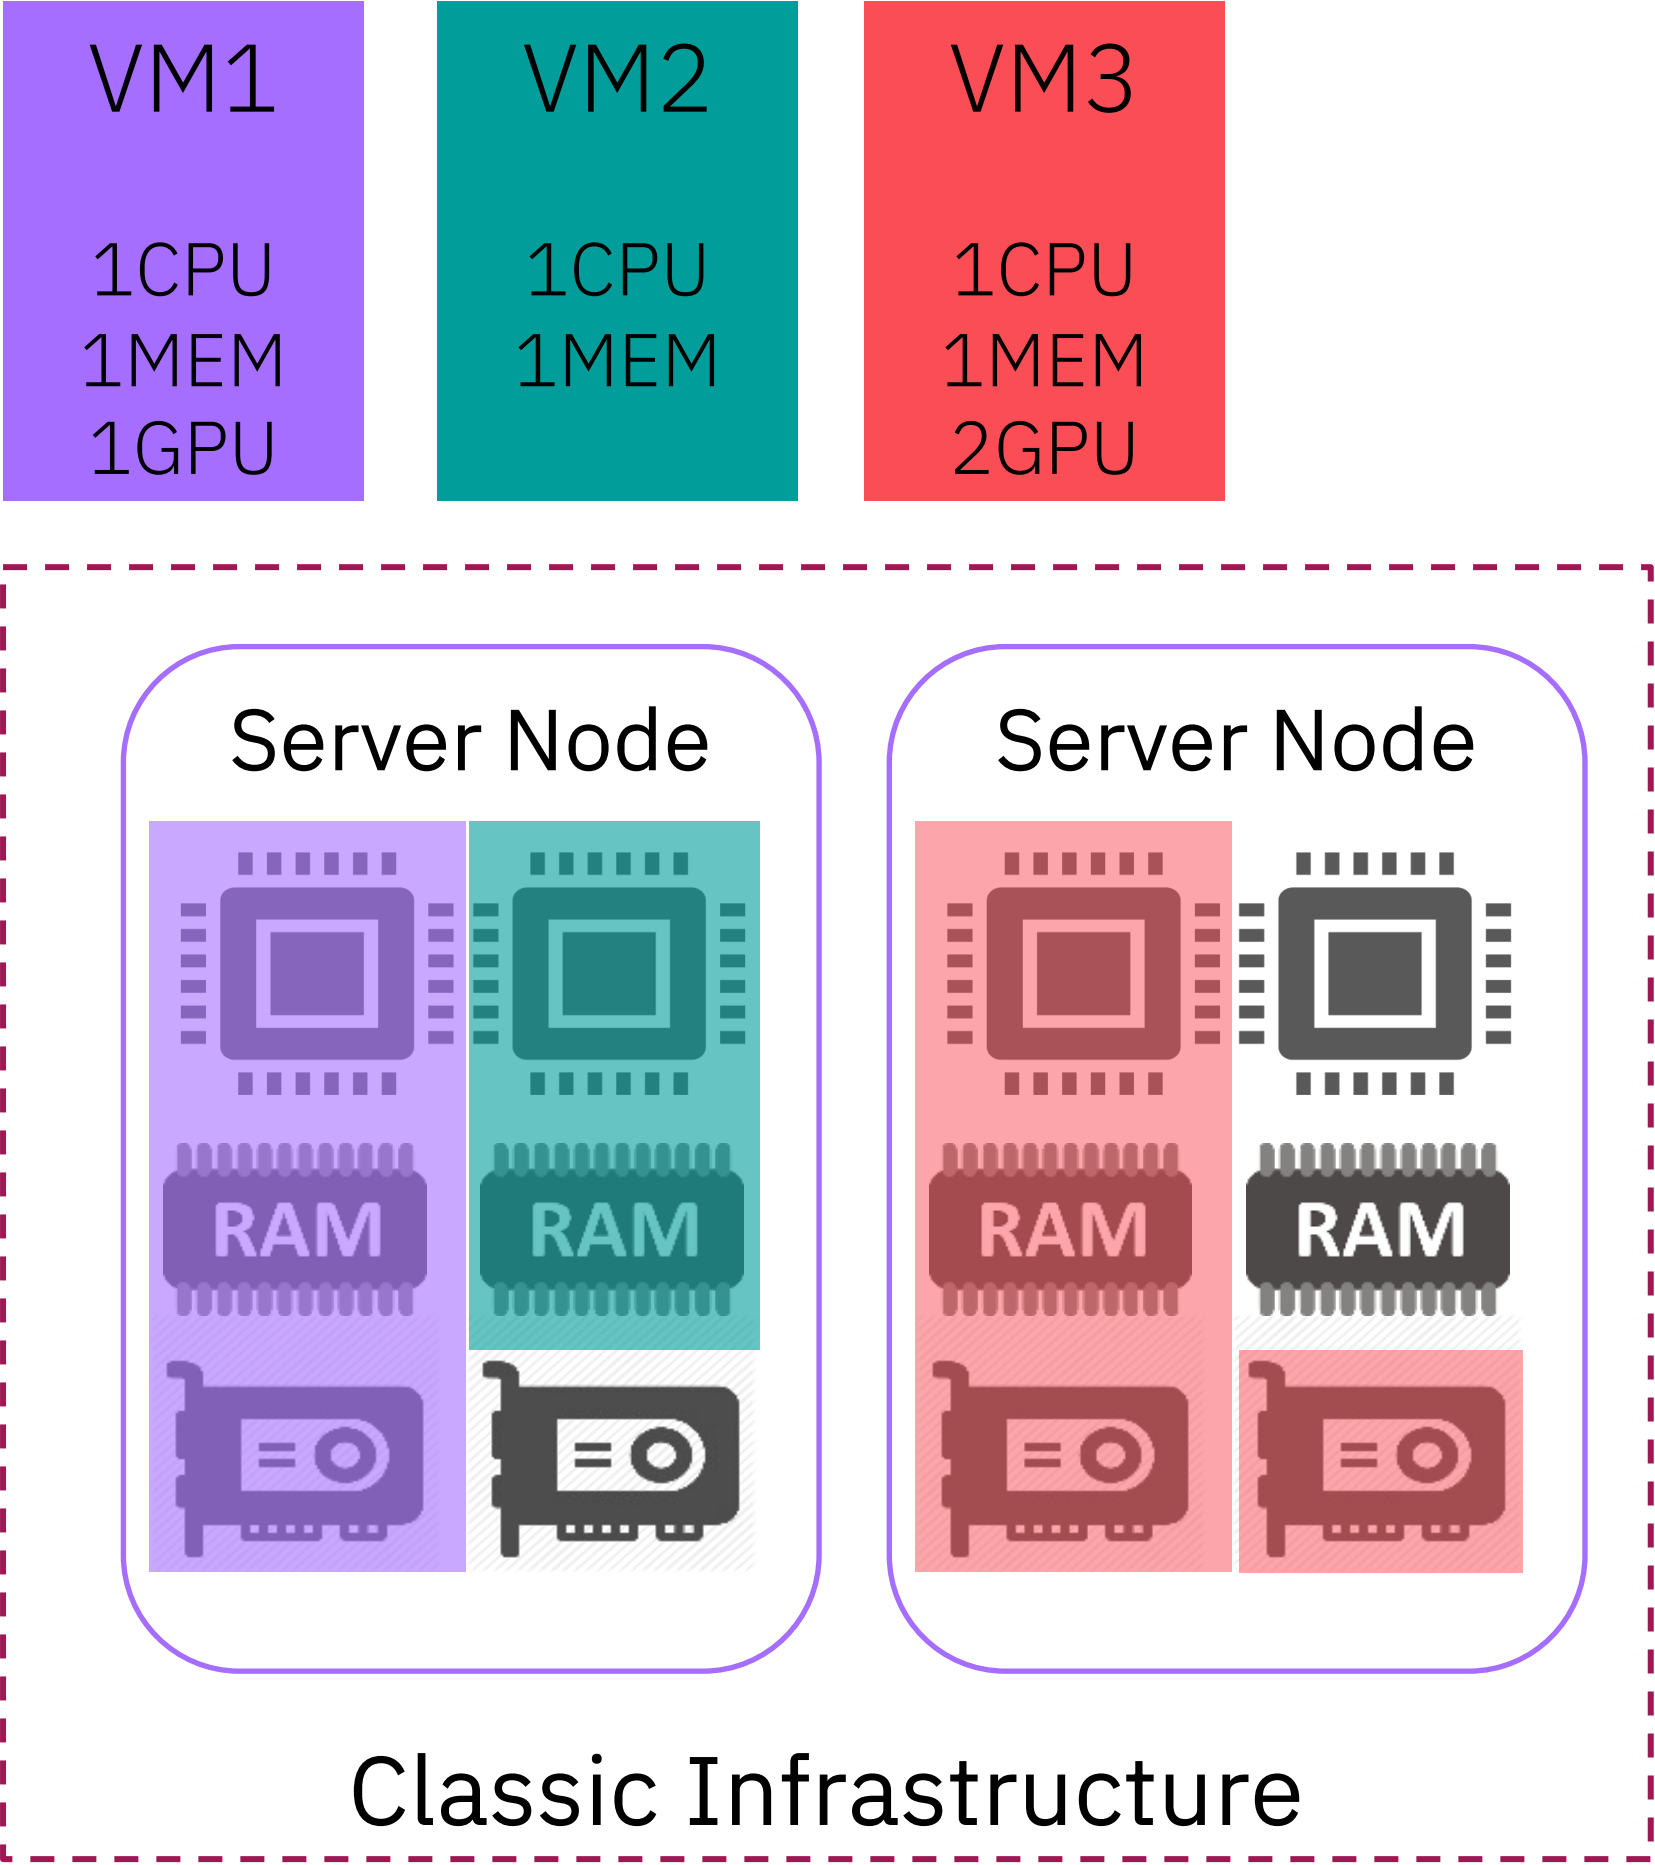 VM1
1CPU
1MEM
1GPU
VM2
1CPU
1MEM
VM3
1CPU
1MEM
2GPU
Server Node
RAM
RAM
Server Node
RAM
RAM
Classic Infrastructure